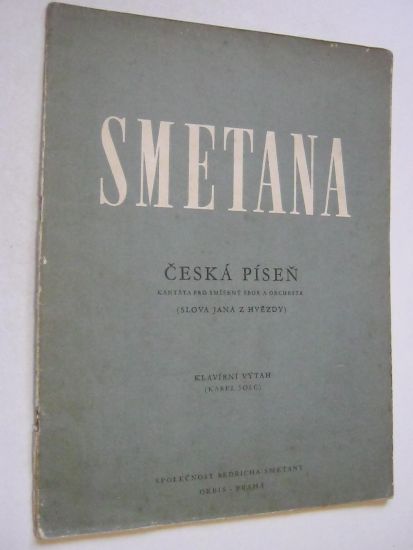 SMETANA
ČESKÁ PÍSEŇ
KANTÁTA PRO SMÍŠENÝ SBOR A ORCHESTR
(SLOVA JANA Z HVĚZDY)
KLAVÍRNÍ VÝTAH
(KAREL ŠOLC)
SPOLEČNOST BEDŘICHA SMETANY
ORBIS - PRAHA